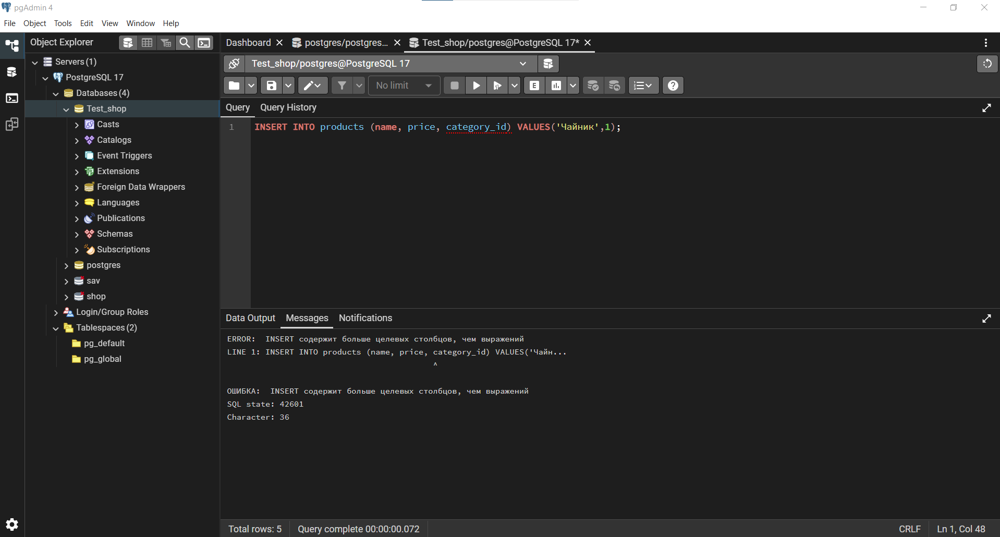 pgAdmin 4
File Object Tools Edit View Window Help
Object Explorer
Dashboard
postgres/postgres...
Test_shop/postgres@PostgreSQL 17*
Servers (1)
PostgreSQL 17
Databases (4)
Test_shop
Casts
Catalogs
Event Triggers
Extensions
Foreign Data Wrappers
Languages
Publications
Schemas
Subscriptions
postgres
sav
shop
Login/Group Roles
Tablespaces (2)
pg_default
pg_global
Test_shop/postgres@PostgreSQL 17
No limit
E
Query Query History
1 INSERT INTO products (name, price, category_id) VALUES('Чайник',1);
Data Output Messages Notifications
ERROR:  INSERT содержит больше целевых столбцов, чем выражений
LINE 1: INSERT INTO products (name, price, category_id) VALUES('Чайн...
^
ОШИБКА:  INSERT содержит больше целевых столбцов, чем выражений
SQL state: 42601
Character: 36
Total rows: 5 Query complete 00:00:00.072 CRLF Ln 1, Col 48